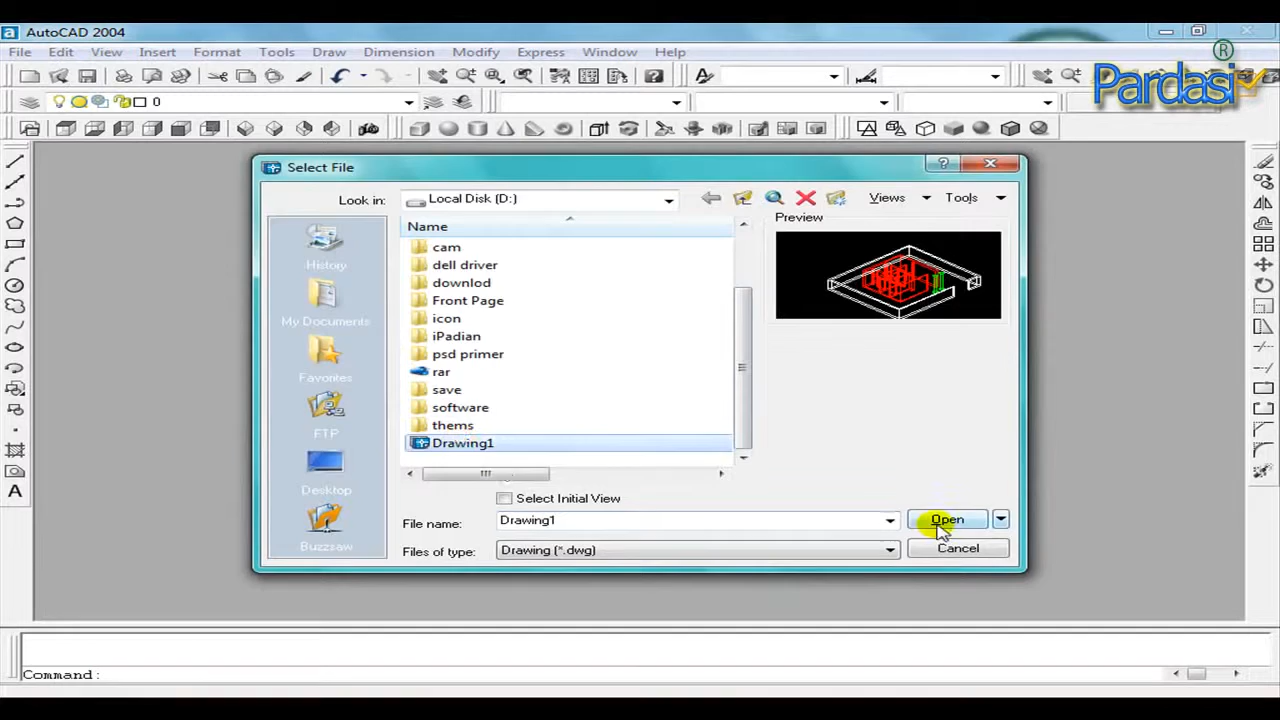 AutoCAD 2004
File Edit View Insert Format Tools Draw Dimension Modify Express Window Help
®
Pardasi
0
Select File
Look in: Local Disk (D:) Views Tools
Name
Preview
cam
dell driver
downlod
Front Page
icon
iPadian
psd primer
rar
save
software
thems
Drawing1
History
My Documents
Favorites
FTP
Desktop
Buzzsaw
A
Select Initial View
File name: Drawing1 Open
Files of type: Drawing (*.dwg) Cancel
Command: